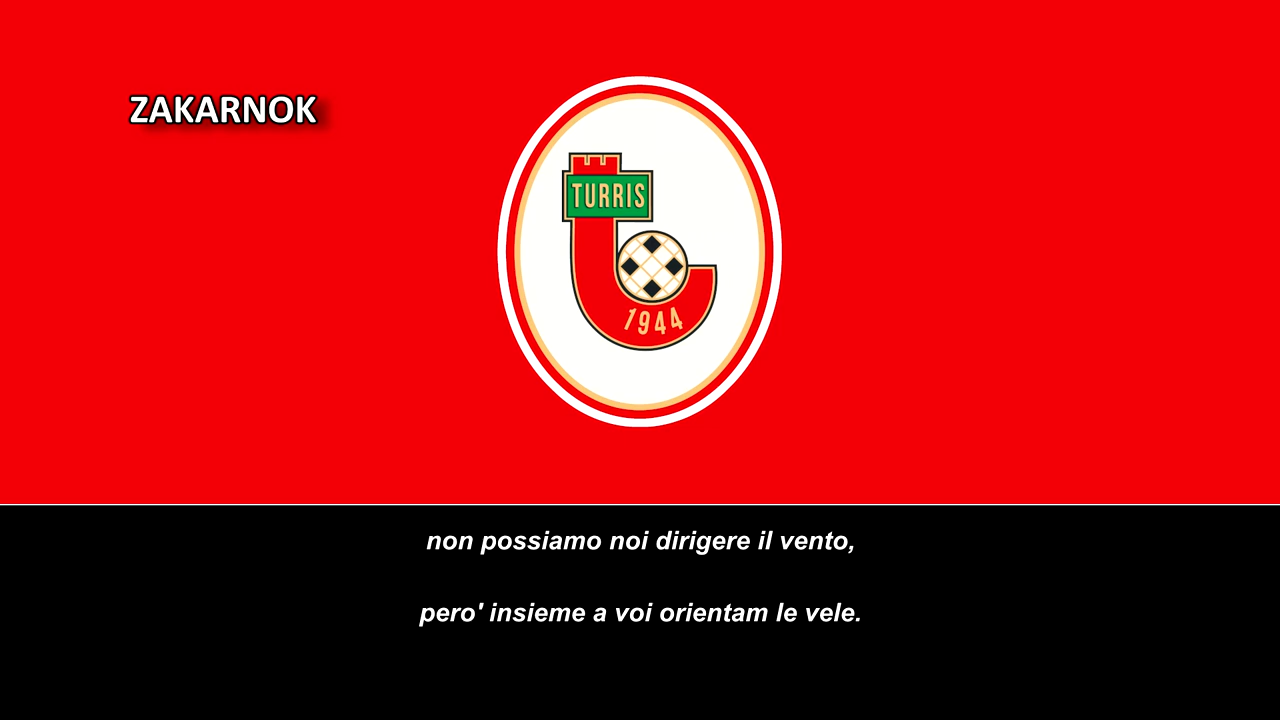 ZAKARNOK
TURRIS
1944
non possiamo noi dirigere il vento,
pero' insieme a voi orientam le vele.